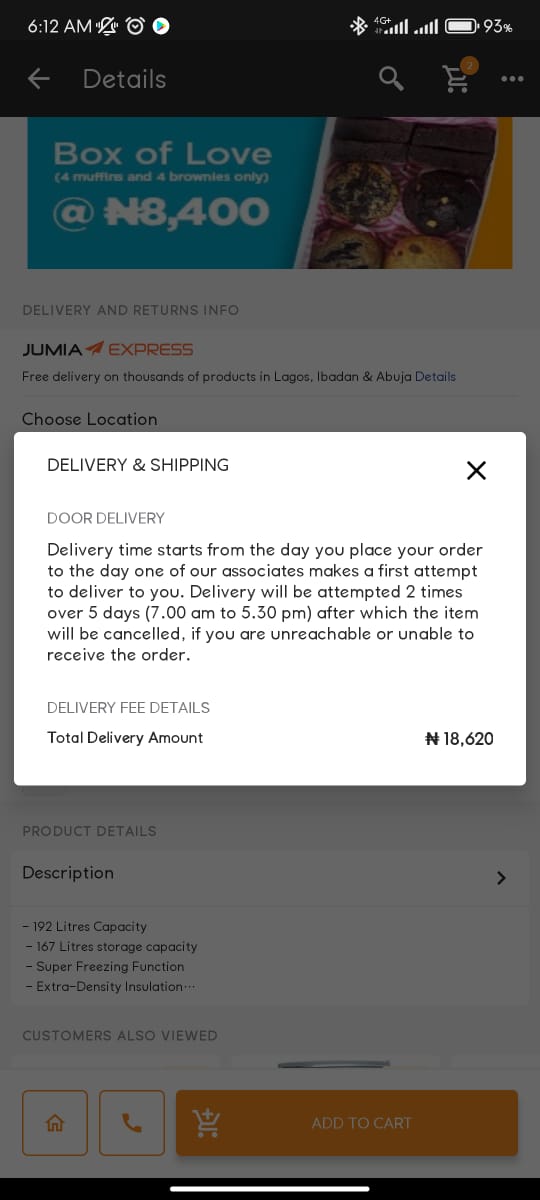 6:12 AM
4G+
93%
Details
2
Box of Love
(4 muffins and 4 brownies only)
@ ₦8,400
DELIVERY AND RETURNS INFO
JUMIA EXPRESS
Free delivery on thousands of products in Lagos, Ibadan & Abuja Details
Choose Location
DELIVERY & SHIPPING
DOOR DELIVERY
Delivery time starts from the day you place your order
to the day one of our associates makes a first attempt
to deliver to you. Delivery will be attempted 2 times
over 5 days (7.00 am to 5.30 pm) after which the item
will be cancelled, if you are unreachable or unable to
receive the order.
DELIVERY FEE DETAILS
Total Delivery Amount ₦ 18,620
PRODUCT DETAILS
Description
- 192 Litres Capacity
- 167 Litres storage capacity
- Super Freezing Function
- Extra-Density Insulation...
CUSTOMERS ALSO VIEWED
ADD TO CART